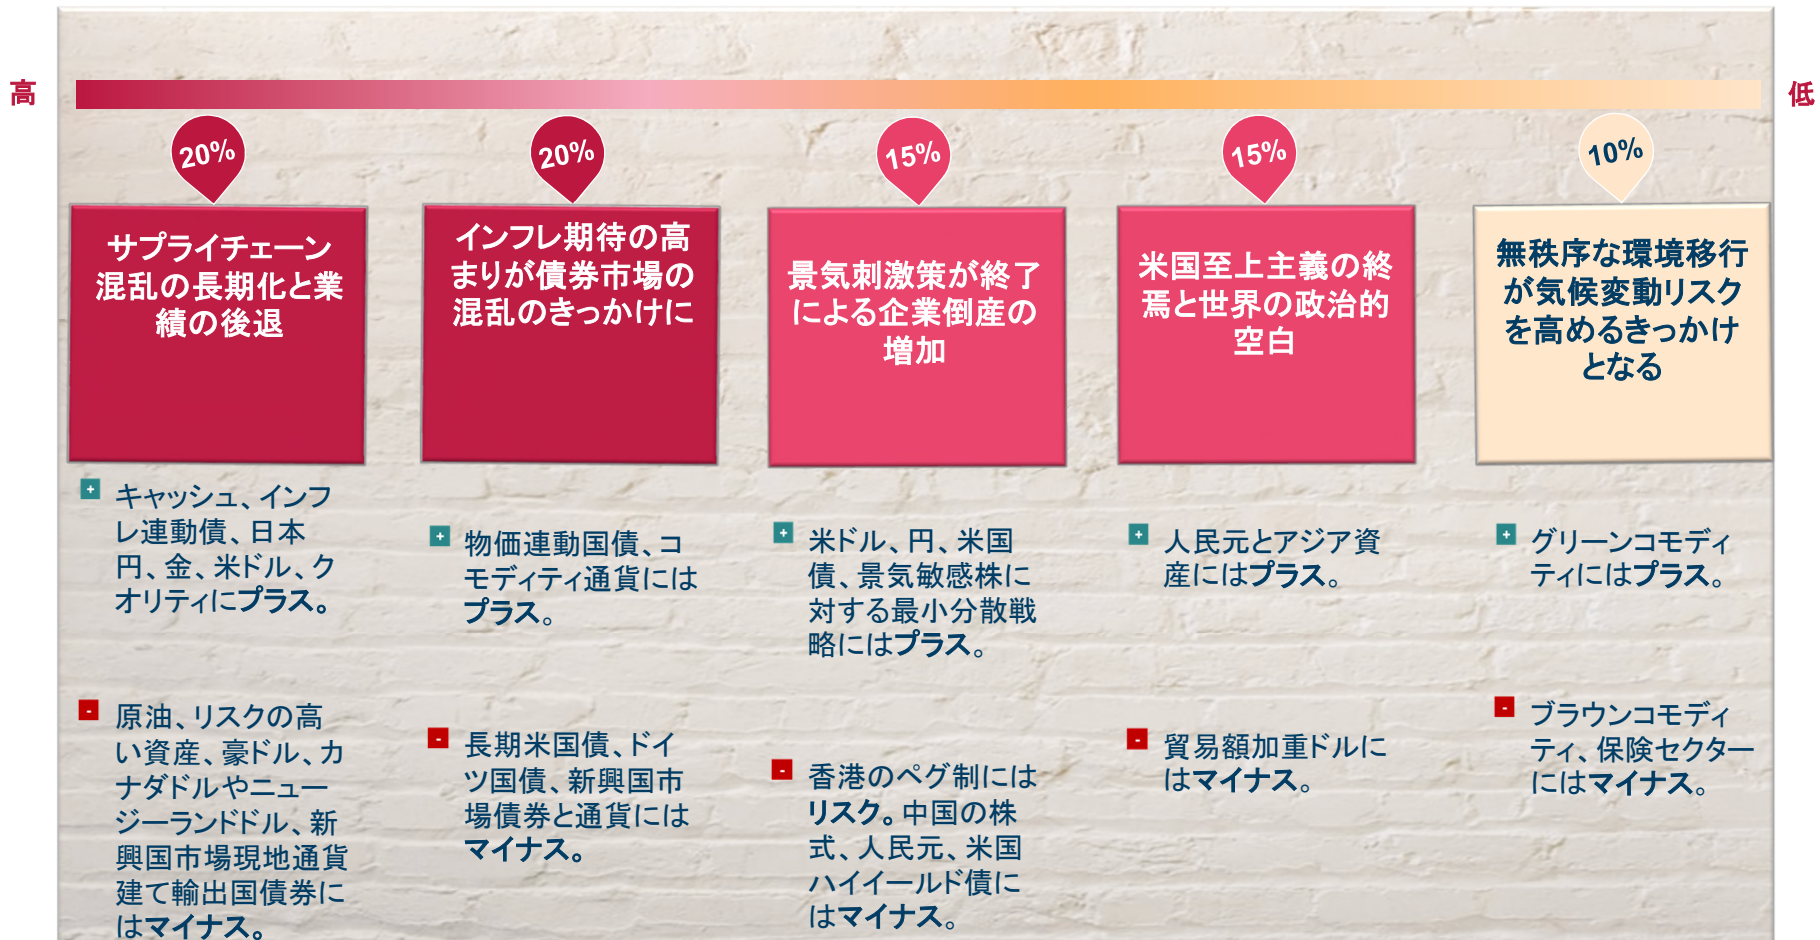 高
低
20%
20%
15%
15%
10%
サプライチェーン
混乱の長期化と業
績の後退
インフレ期待の高
まりが債券市場の
混乱のきっかけに
景気刺激策が終了
による企業倒産の
増加
米国至上主義の終
焉と世界の政治的
空白
無秩序な環境移行
が気候変動リスク
を高めるきっかけ
となる
+
キャッシュ、インフ
レ連動債、日本
円、金、米ドル、ク
オリティにプラス。
+
物価連動国債、コ
モディティ通貨には
プラス。
+
米ドル、円、米国
債、景気敏感株に
対する最小分散戦
略にはプラス。
+
人民元とアジア資
産にはプラス。
+
グリーンコモディ
ティにはプラス。
-
原油、リスクの高
い資産、豪ドル、カ
ナダドルやニュー
ジーランドドル、新
興国市場現地通貨
建て輸出国債券に
はマイナス。
-
長期米国債、ドイ
ツ国債、新興国市
場債券と通貨には
マイナス。
-
香港のペグ制には
リスク。中国の株
式、人民元、米国
ハイイールド債に
はマイナス。
-
貿易額加重ドルに
はマイナス。
-
ブラウンコモディ
ティ、保険セクター
にはマイナス。